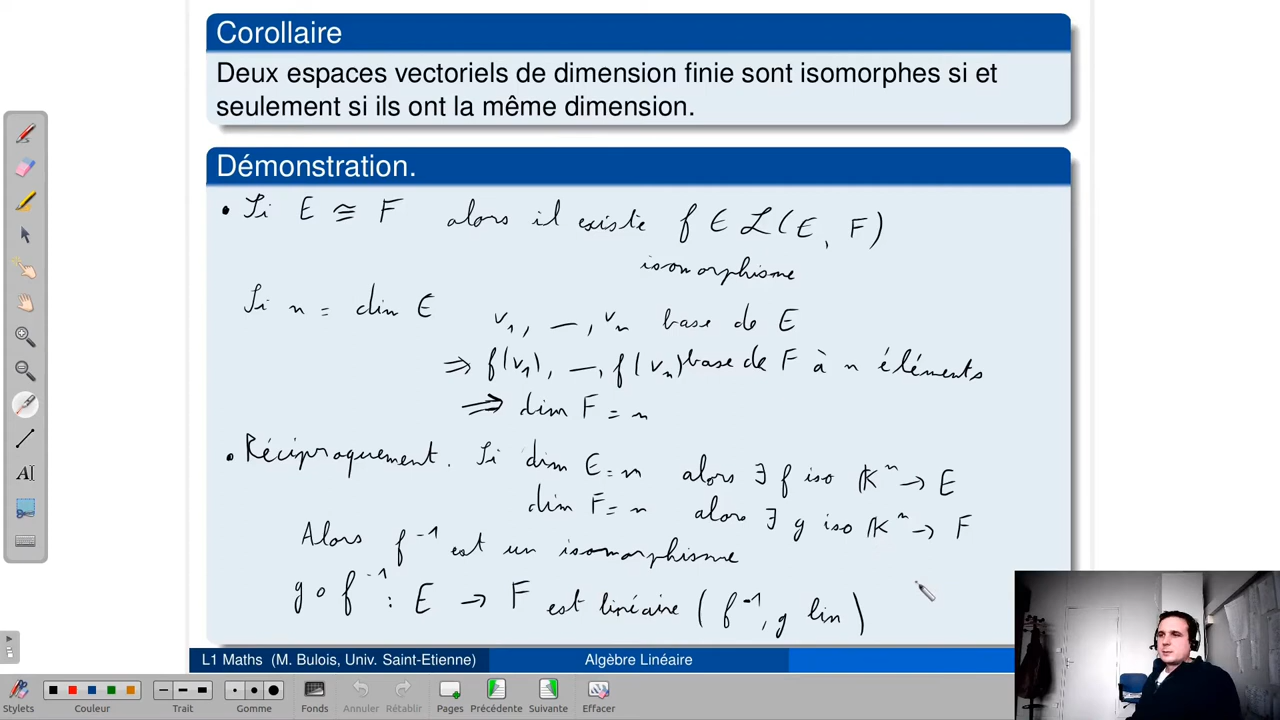 Corollaire
Deux espaces vectoriels de dimension finie sont isomorphes si et
seulement si ils ont la même dimension.
Démonstration.
• Si E ≅ F alors il existe f ∈ ℒ(E, F)
isomorphisme
Si n = dim E
v₁, —, vₙ base de E
⇒ f(v₁), —, f(vₙ) base de F à n éléments
⇒ dim F = n
• Réciproquement. Si dim E = n alors ∃ f iso 𝕂ⁿ → E
dim F = n alors ∃ g iso 𝕂ⁿ → F
Alors f⁻¹ est un isomorphisme
g ∘ f⁻¹ : E → F est linéaire (f⁻¹, g lin)
L1 Maths (M. Bulois, Univ. Saint-Etienne)
Algèbre Linéaire
AI
Stylets
Couleur
Trait
Gomme
Fonds
Annuler
Rétablir
Pages
Précédente
Suivante
Effacer